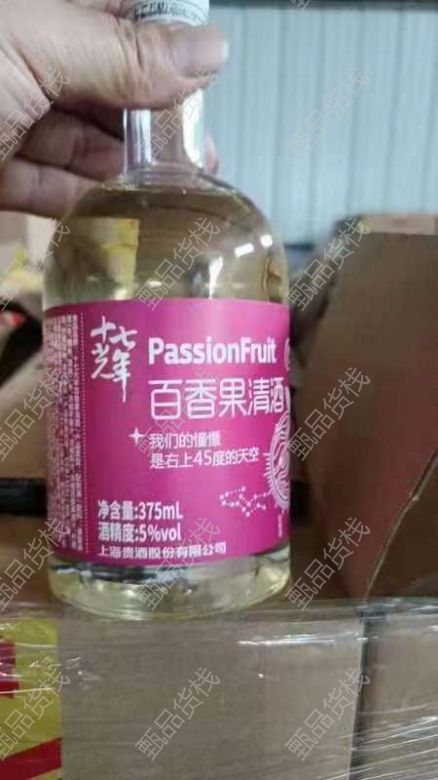 十七
光年
PassionFruit
百香果清酒
我们的憧憬
是右上45度的天空
净含量:375mL
酒精度:5%vol
上海贵酒股份有限公司
甄品货栈